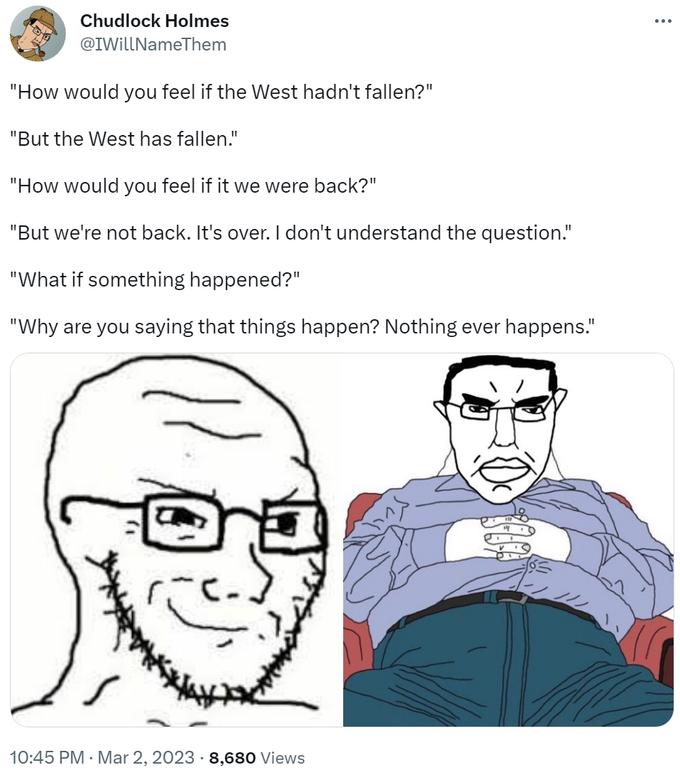 Chudlock Holmes
@IWillNameThem
"How would you feel if the West hadn't fallen?"
"But the West has fallen."
"How would you feel if it we were back?"
"But we're not back. It's over. I don't understand the question."
"What if something happened?"
"Why are you saying that things happen? Nothing ever happens."
10:45 PM · Mar 2, 2023 · 8,680 Views